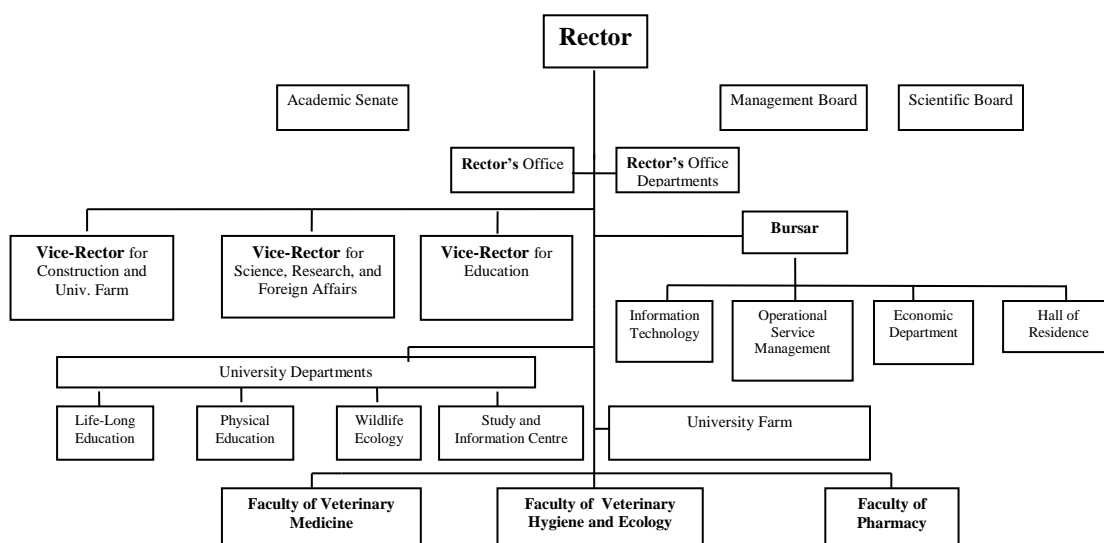 Rector
Academic Senate
Management Board
Scientific Board
Rector's Office
Rector's Office
Departments
Vice-Rector for
Construction and
Univ. Farm
Vice-Rector for
Science, Research, and
Foreign Affairs
Vice-Rector for
Education
Bursar
Information
Technology
Operational
Service
Management
Economic
Department
Hall of
Residence
University Departments
Life-Long
Education
Physical
Education
Wildlife
Ecology
Study and
Information Centre
University Farm
Faculty of Veterinary
Medicine
Faculty of Veterinary
Hygiene and Ecology
Faculty of
Pharmacy